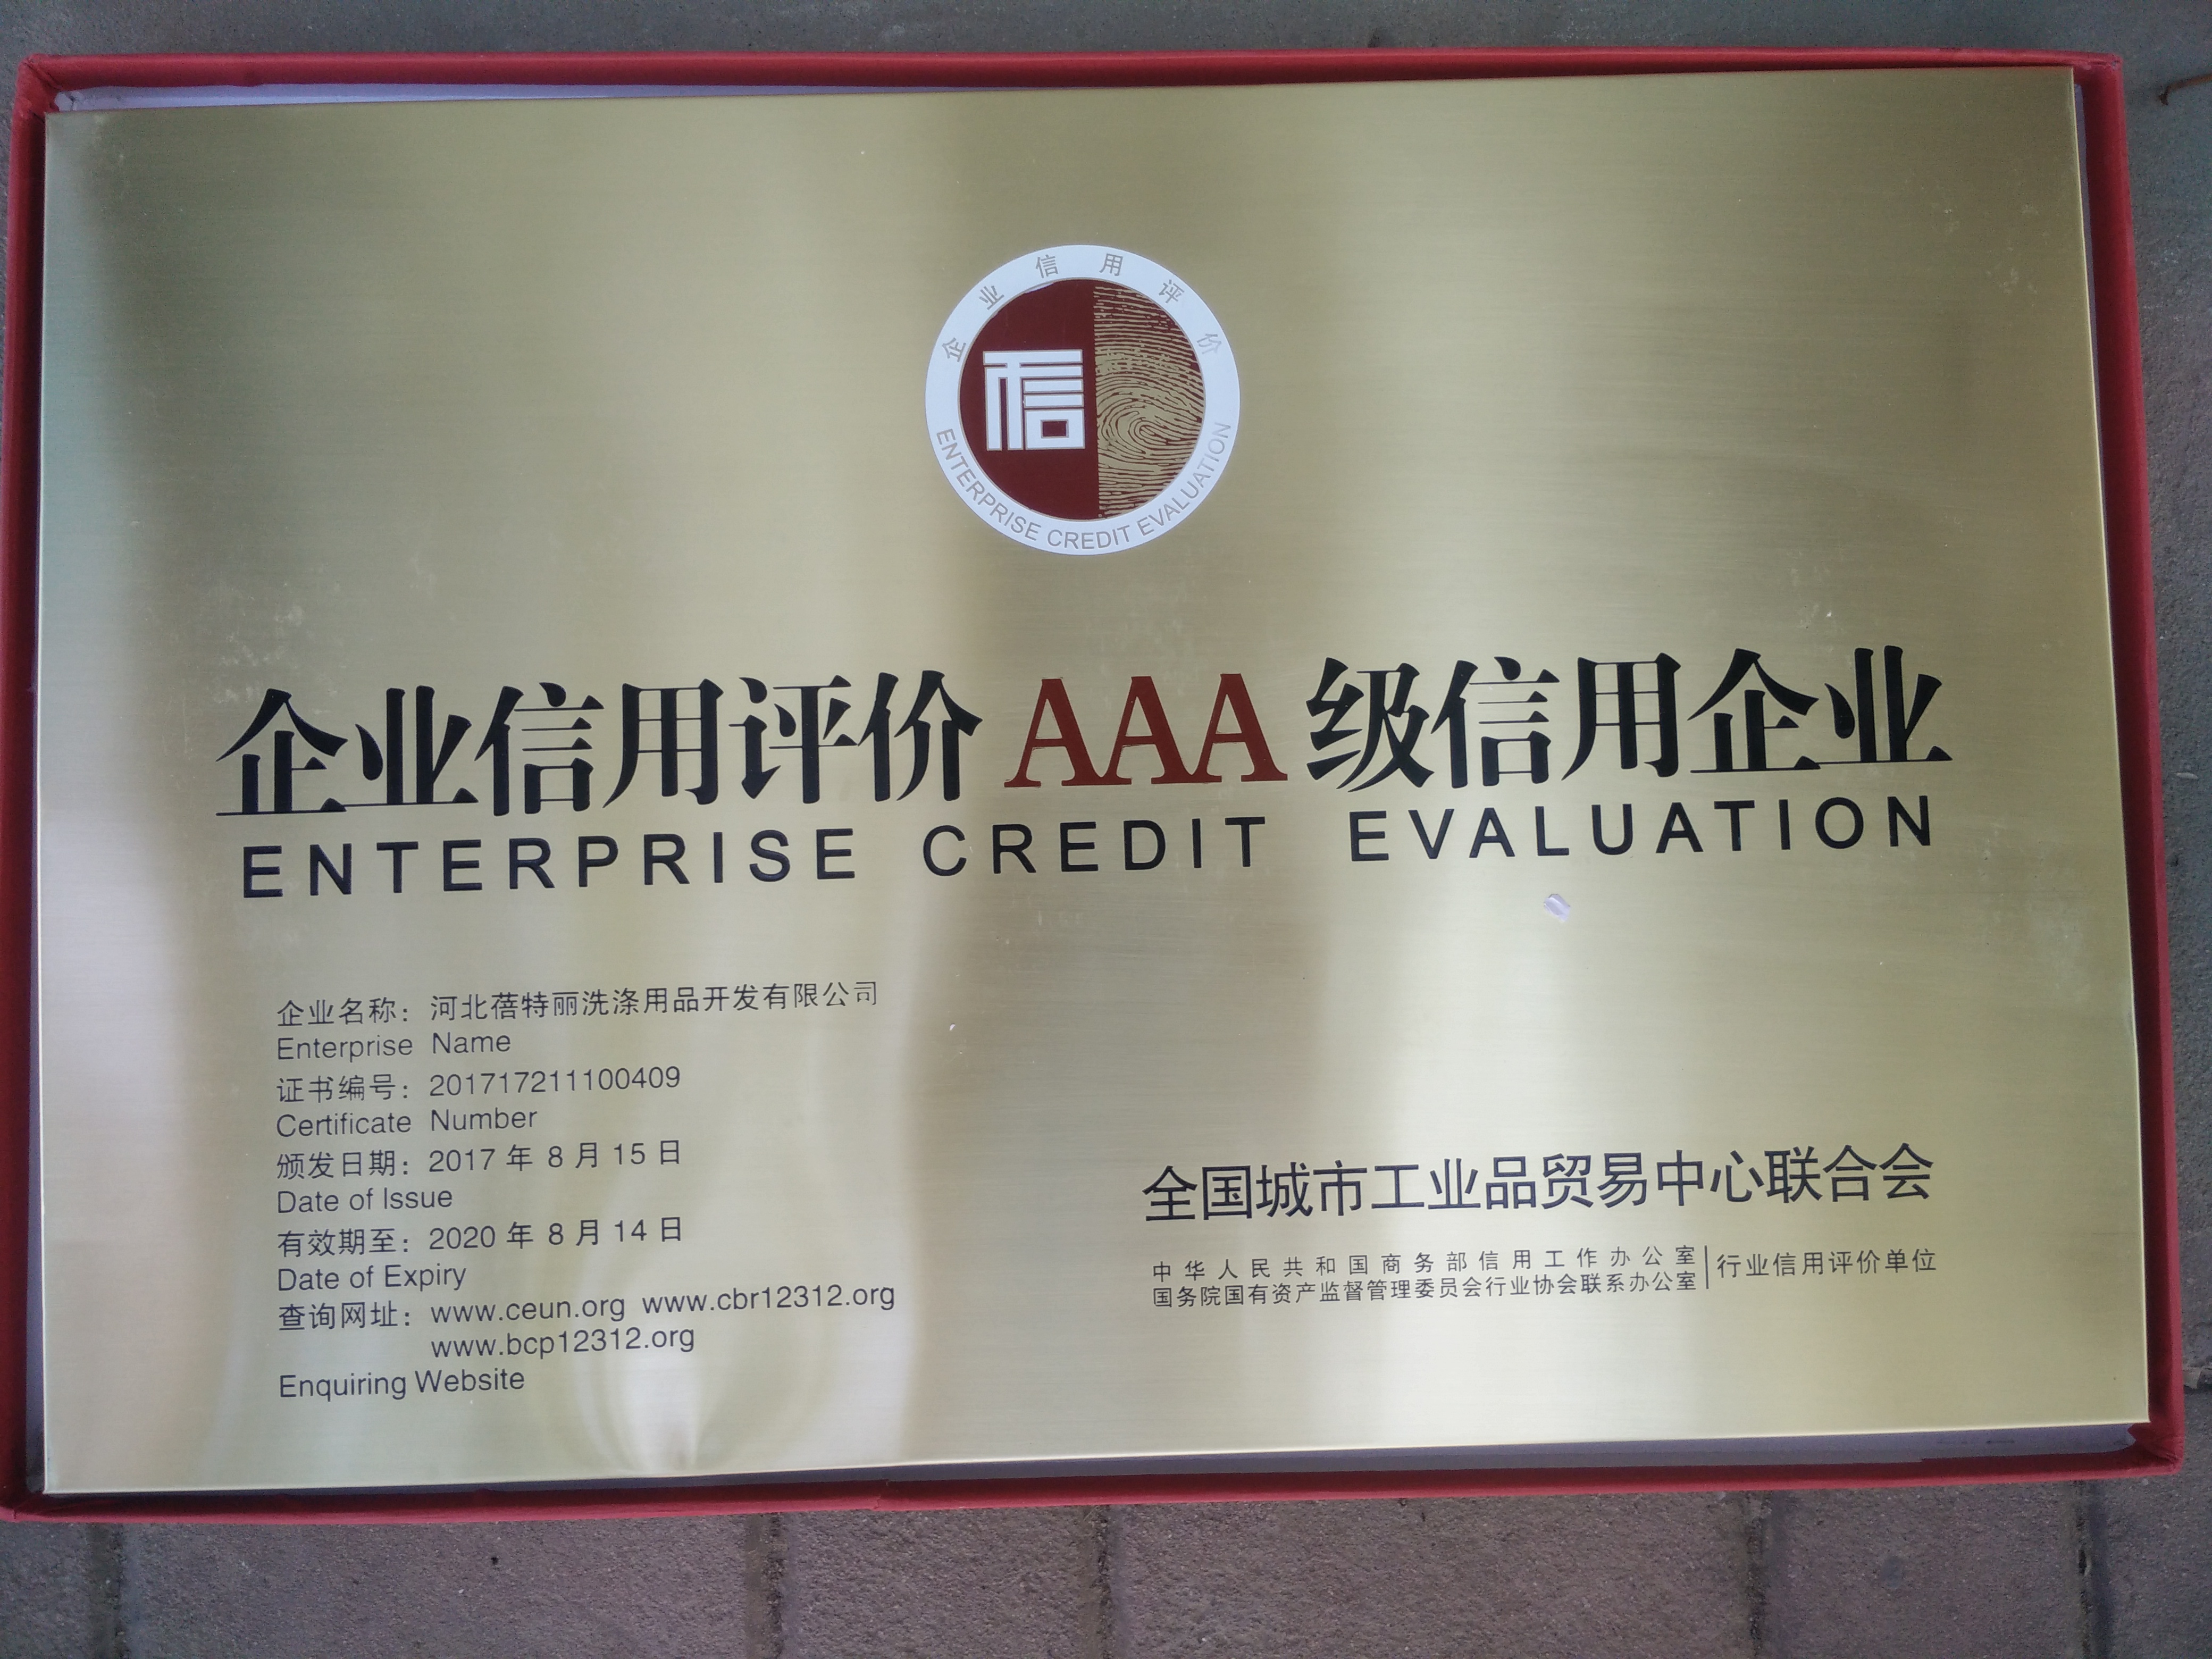 企业信用评价
信
ENTERPRISE CREDIT EVALUATION
企业信用评价 AAA 级信用企业
ENTERPRISE CREDIT EVALUATION
企业名称：河北蓓特丽洗涤用品开发有限公司
Enterprise Name
证书编号：201717211100409
Certificate Number
颁发日期：2017 年 8 月 15 日
Date of Issue
有效期至：2020 年 8 月 14 日
Date of Expiry
查询网址：www.ceun.org www.cbr12312.org
www.bcp12312.org
Enquiring Website
全国城市工业品贸易中心联合会
中华人民共和国商务部信用工作办公室
国务院国有资产监督管理委员会行业协会联系办公室
行业信用评价单位